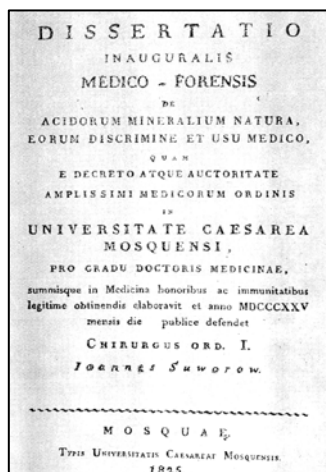 DISSERTATIO
INAUGURALIS
MEDICO - FORENSIS
DE
ACIDORUM MINERALIUM NATURA,
EORUM DISCRIMINE ET USU MEDICO,
QUAM
E DECRETO ATQUE AUCTORITATE
AMPLISSIMI MEDICORUM ORDINIS
IN
UNIVERSITATE CAESAREA
MOSQUENSI,
PRO GRADU DOCTORIS MEDICINAE,
summisque in Medicina honoribus ac immunitatibus
legitime obtinendis elaboravit et anno MDCCCXXV
mensis die publice defendet
CHIRURGUS ORD. I.
Ioannes Suworow.
MOSQUAE,
TYPIS UNIVERSITATIS CAESAREAE MOSQUENSIS.
1825